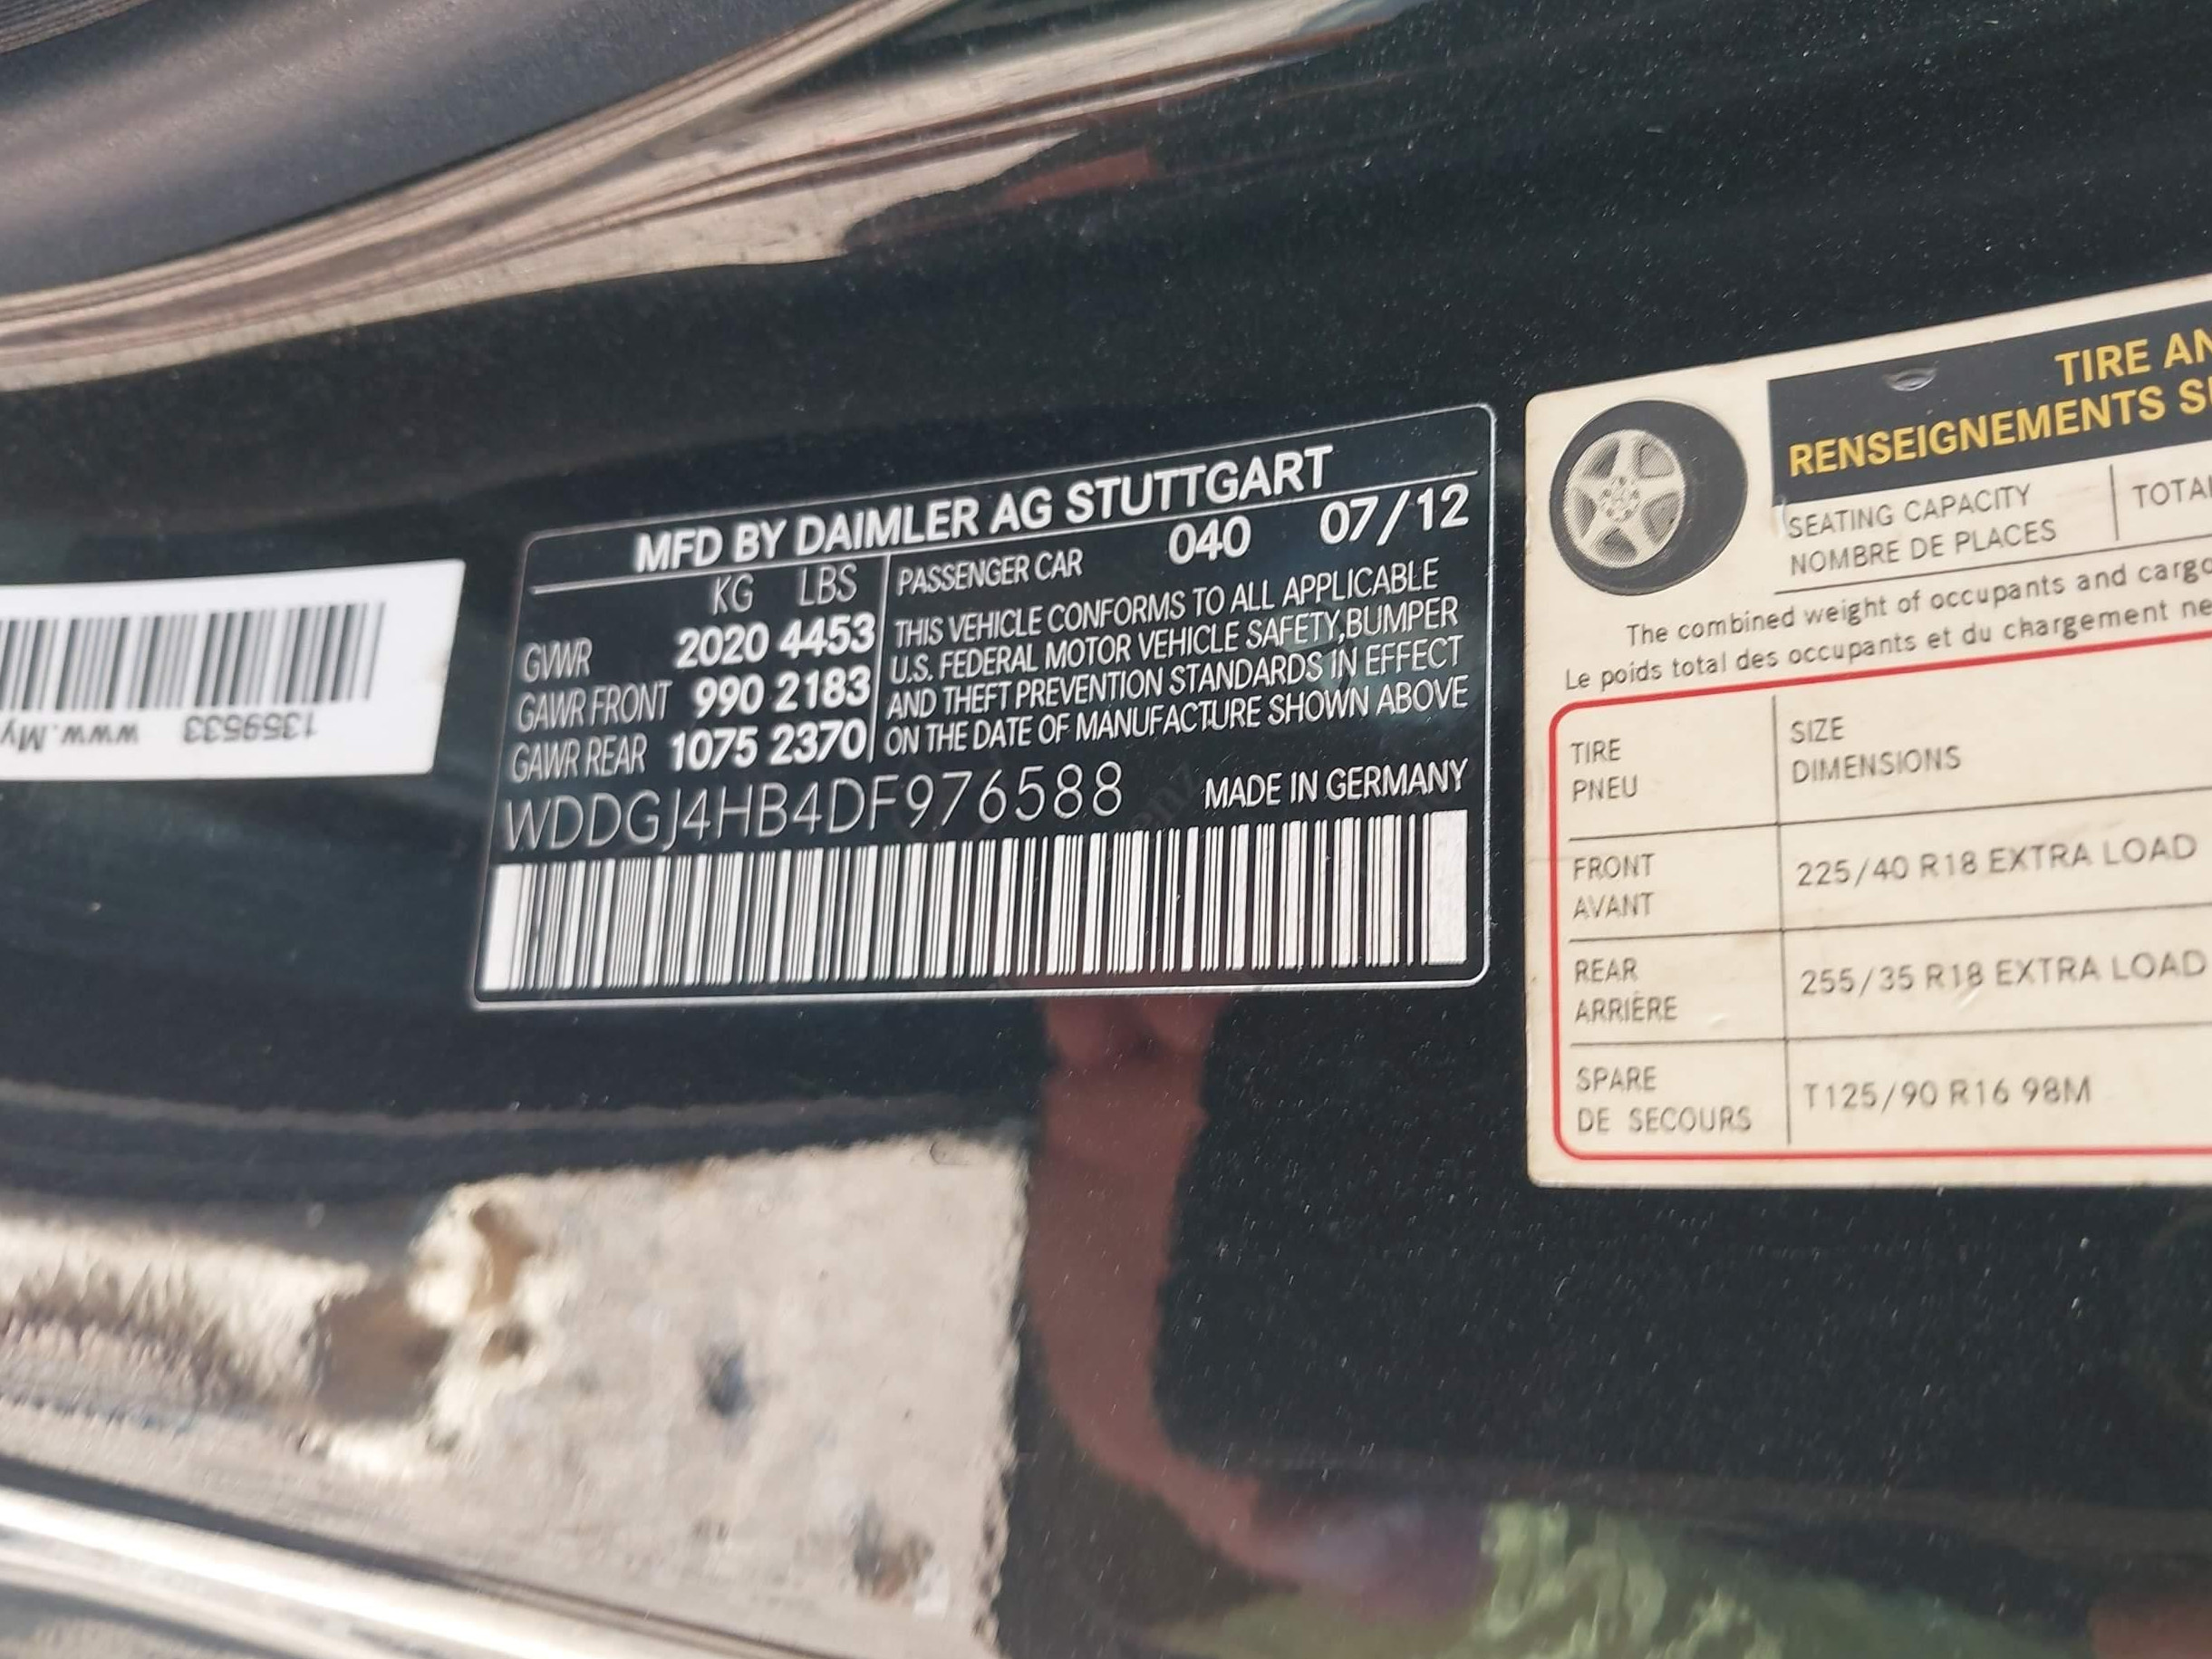 MFD BY DAIMLER AG STUTTGART
KG LBS
GVWR 2020 4453
GAWR FRONT 990 2183
GAWR REAR 1075 2370
PASSENGER CAR 040 07/12
THIS VEHICLE CONFORMS TO ALL APPLICABLE
U.S. FEDERAL MOTOR VEHICLE SAFETY,BUMPER
AND THEFT PREVENTION STANDARDS IN EFFECT
ON THE DATE OF MANUFACTURE SHOWN ABOVE
WDDGJ4HB4DF976588 MADE IN GERMANY
1359533 www.My
TIRE AN
RENSEIGNEMENTS S
SEATING CAPACITY
NOMBRE DE PLACES
TOTA
The combined weight of occupants and cargo
Le poids total des occupants et du chargement ne
TIRE
PNEU
SIZE
DIMENSIONS
FRONT
AVANT
225/40 R18 EXTRA LOAD
REAR
ARRIÈRE
255/35 R18 EXTRA LOAD
SPARE
DE SECOURS
T125/90 R16 98M